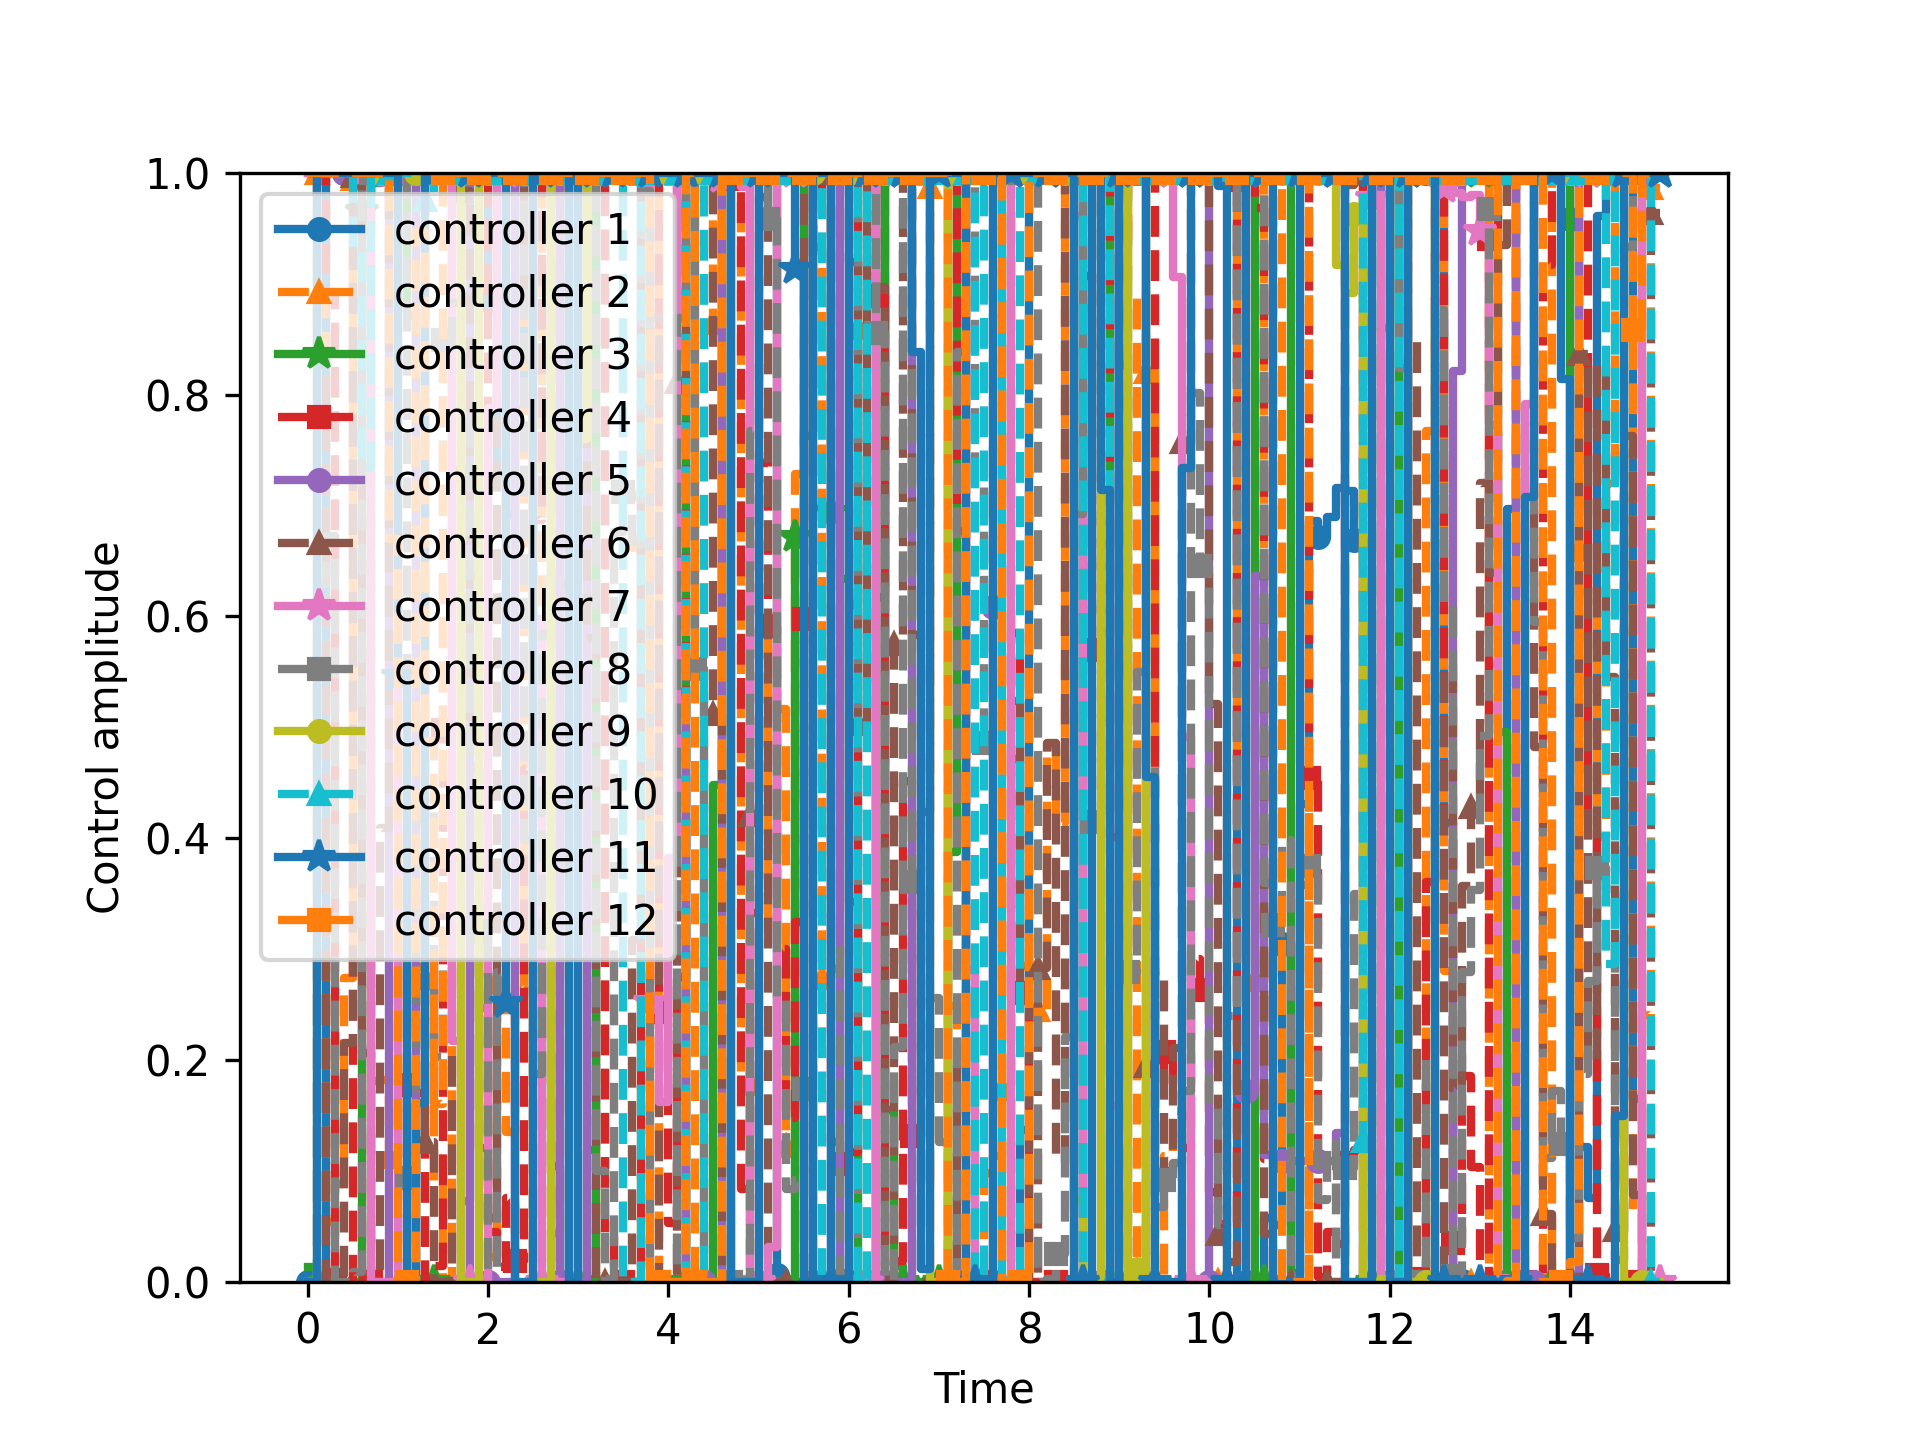 1.0
0.8
0.6
0.4
0.2
0.0
Control amplitude
controller 1
controller 2
controller 3
controller 4
controller 5
controller 6
controller 7
controller 8
controller 9
controller 10
controller 11
controller 12
0 2 4 6 8 10 12 14
Time